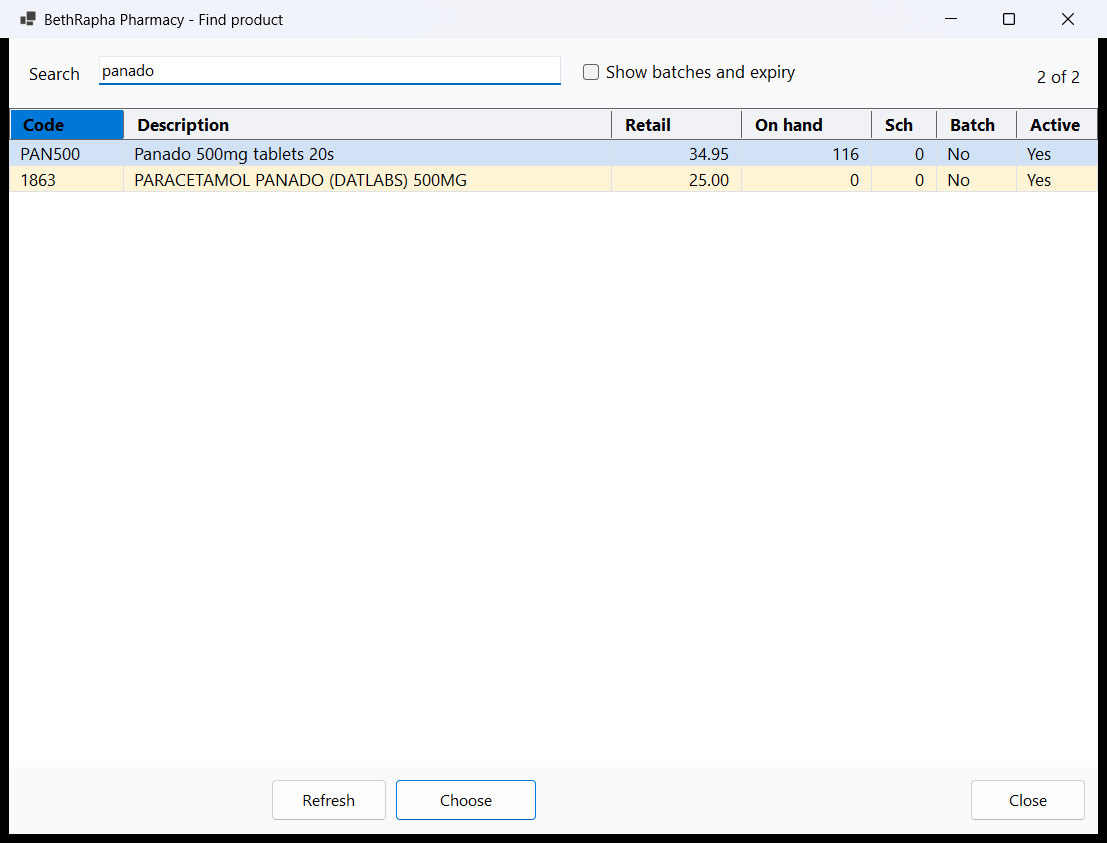 BethRapha Pharmacy - Find product
Search panado Show batches and expiry 2 of 2
Code Description Retail On hand Sch Batch Active
PAN500 Panado 500mg tablets 20s 34.95 116 0 No Yes
1863 PARACETAMOL PANADO (DATLABS) 500MG 25.00 0 0 No Yes
Refresh Choose Close